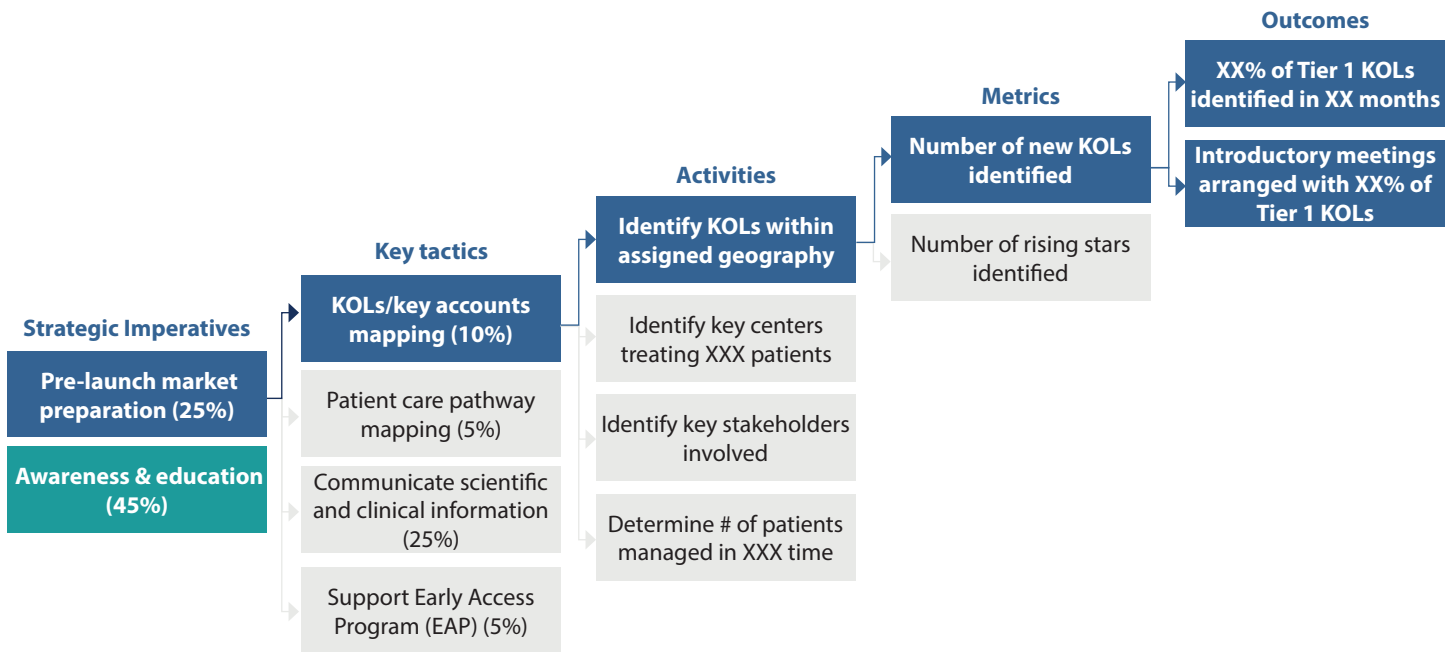 Strategic Imperatives
Pre-launch market
preparation (25%)
Awareness & education
(45%)
Key tactics
KOLs/key accounts
mapping (10%)
Patient care pathway
mapping (5%)
Communicate scientific
and clinical information
(25%)
Support Early Access
Program (EAP) (5%)
Activities
Identify KOLs within
assigned geography
Identify key centers
treating XXX patients
Identify key stakeholders
involved
Determine # of patients
managed in XXX time
Metrics
Number of new KOLs
identified
Number of rising stars
identified
Outcomes
XX% of Tier 1 KOLs
identified in XX months
Introductory meetings
arranged with XX% of
Tier 1 KOLs